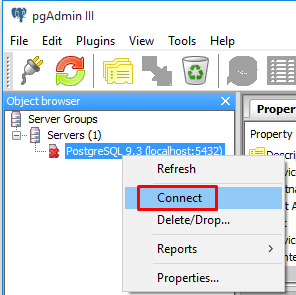 pgAdmin III
File Edit Plugins View Tools Help
Object browser
Server Groups
Servers (1)
PostgreSQL 9.3 (localhost:5432)
Refresh
Connect
Delete/Drop...
Reports
Properties...
Property